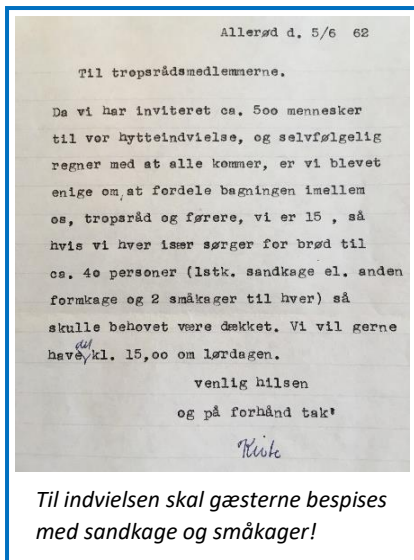 Allerød d. 5/6 62
Til tropsrådsmedlemmerne.
Da vi har inviteret ca. 500 mennesker
til vor hytteindvielse, og selvfølgelig
regner med at alle kommer, er vi blevet
enige om, at fordele bagningen imellem
os, tropsråd og førere, vi er 15 , så
hvis vi hver især sørger for brød til
ca. 40 personer (1stk. sandkage el. anden
formkage og 2 småkager til hver) så
skulle behovet være dækket. Vi vil gerne
have det kl. 15,00 om lørdagen.
venlig hilsen
og på forhånd tak'
Til indvielsen skal gæsterne bespises
med sandkage og småkager!